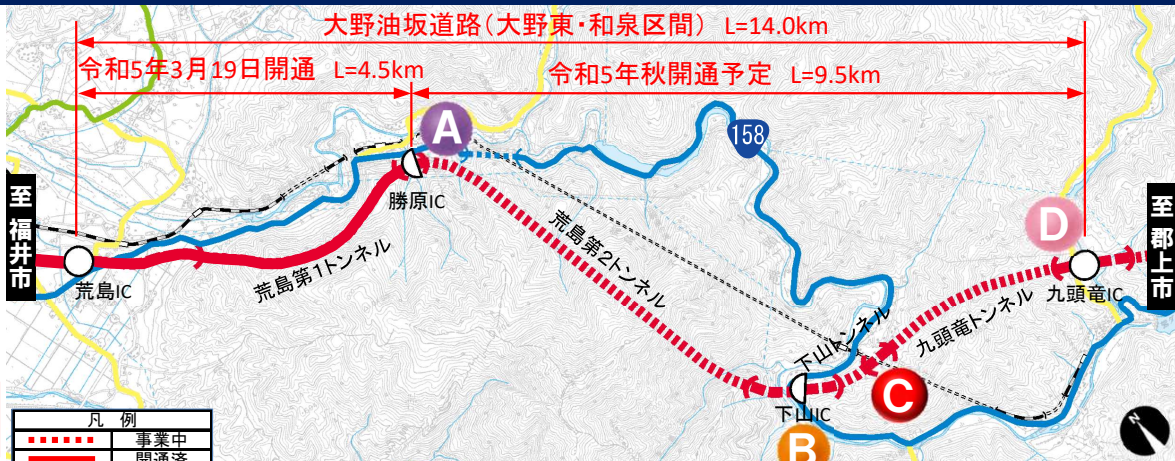 大野油坂道路(大野東・和泉区間) L=14.0km
令和5年3月19日開通 L=4.5km
令和5年秋開通予定 L=9.5km
A
158
勝原IC
至福井市
荒島IC
荒島第1トンネル
荒島第2トンネル
D
至郡上市
九頭竜IC
九頭竜トンネル
下山トンネル
C
下山IC
B
凡 例
事業中
開通済
N